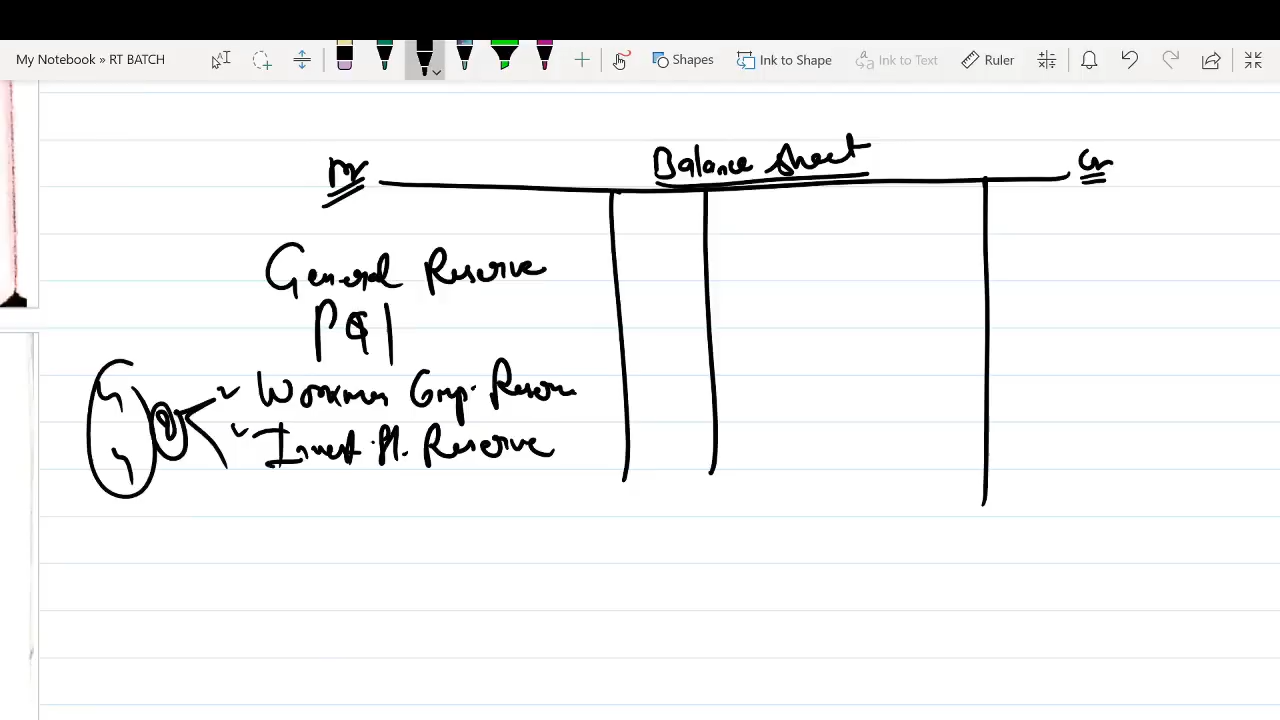 My Notebook » RT BATCH
Shapes
Ink to Shape
Ink to Text
Ruler
Dr Balance Sheet Cr
General Reserve
Workmen Comp. Reserve
Invest. Fl. Reserve